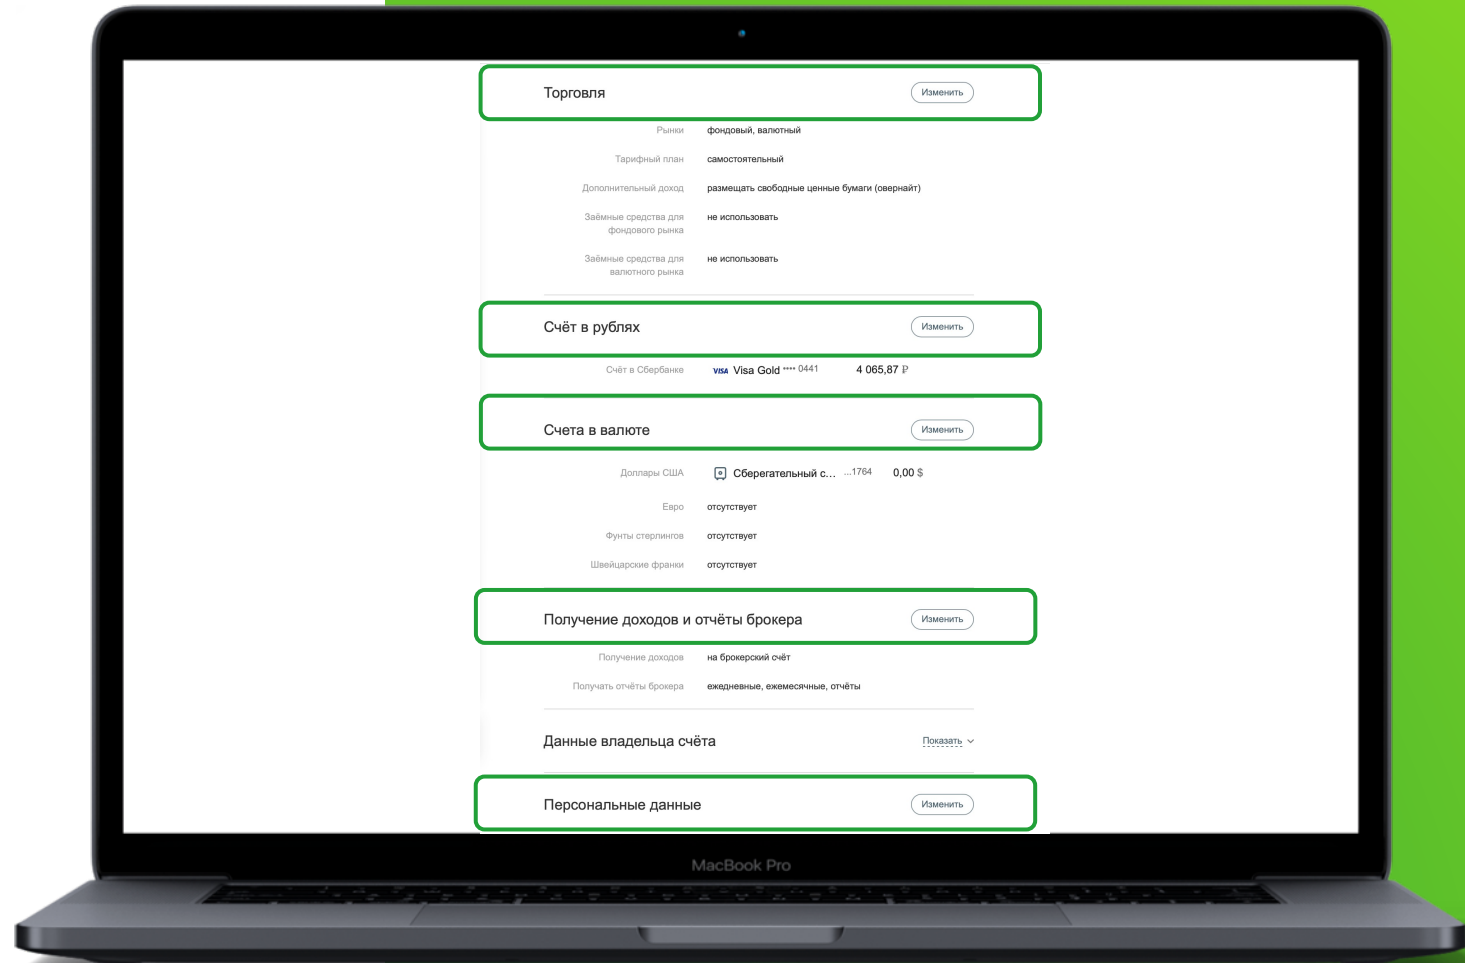 Торговля Изменить
Рынки фондовый, валютный
Тарифный план самостоятельный
Дополнительный доход размещать свободные ценные бумаги (овернайт)
Заёмные средства для не использовать
фондового рынка
Заёмные средства для не использовать
валютного рынка
Счёт в рублях Изменить
Счёт в Сбербанке VISA Visa Gold •••• 0441 4 065,87 ₽
Счета в валюте Изменить
Доллары США Сберегательный с... ...1764 0,00 $
Евро отсутствует
Фунты стерлингов отсутствует
Швейцарские франки отсутствует
Получение доходов и отчёты брокера Изменить
Получение доходов на брокерский счёт
Получать отчёты брокера ежедневные, ежемесячные, отчёты
Данные владельца счёта Показать
Персональные данные Изменить
MacBook Pro